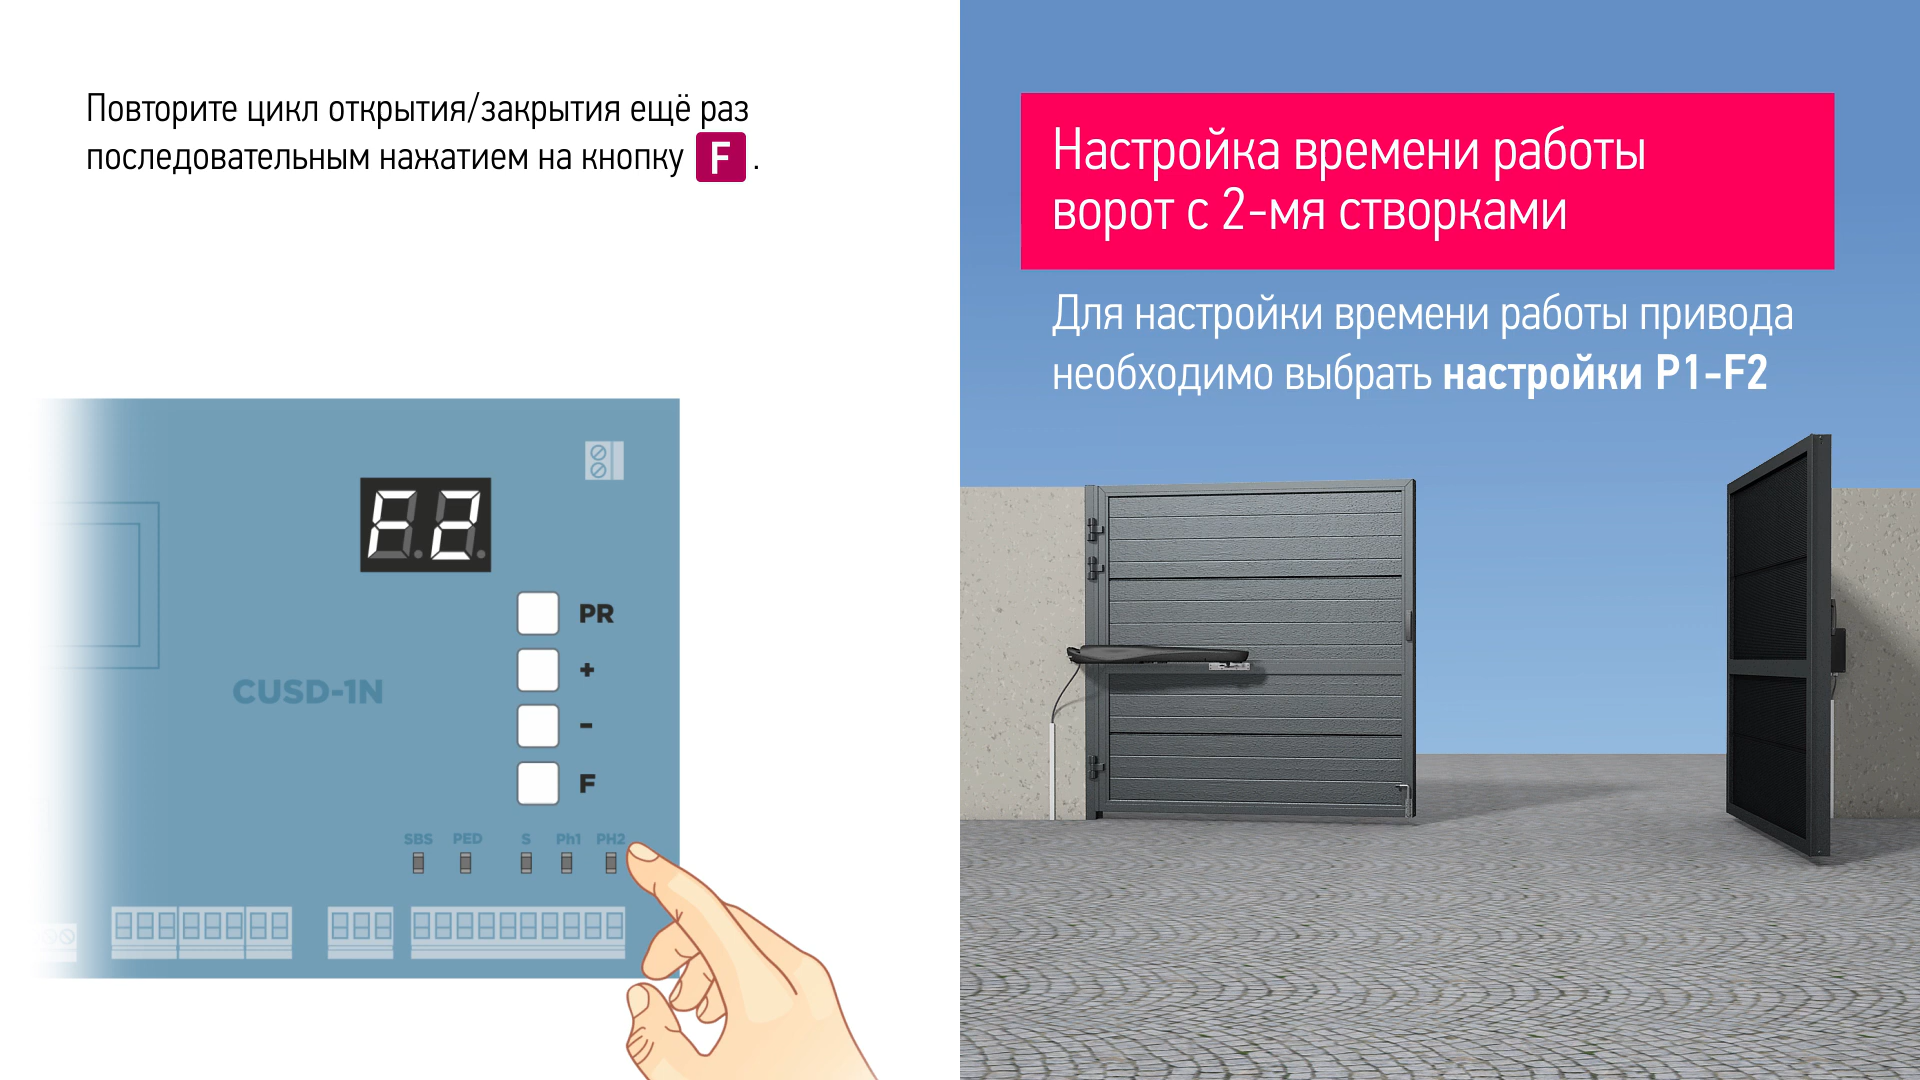 Повторите цикл открытия/закрытия ещё раз
последовательным нажатием на кнопку F .
F2
PR
+
-
F
CUSD-1N
SBS PED S Ph1 PH2
Настройка времени работы
ворот с 2-мя створками
Для настройки времени работы привода
необходимо выбрать настройки P1-F2